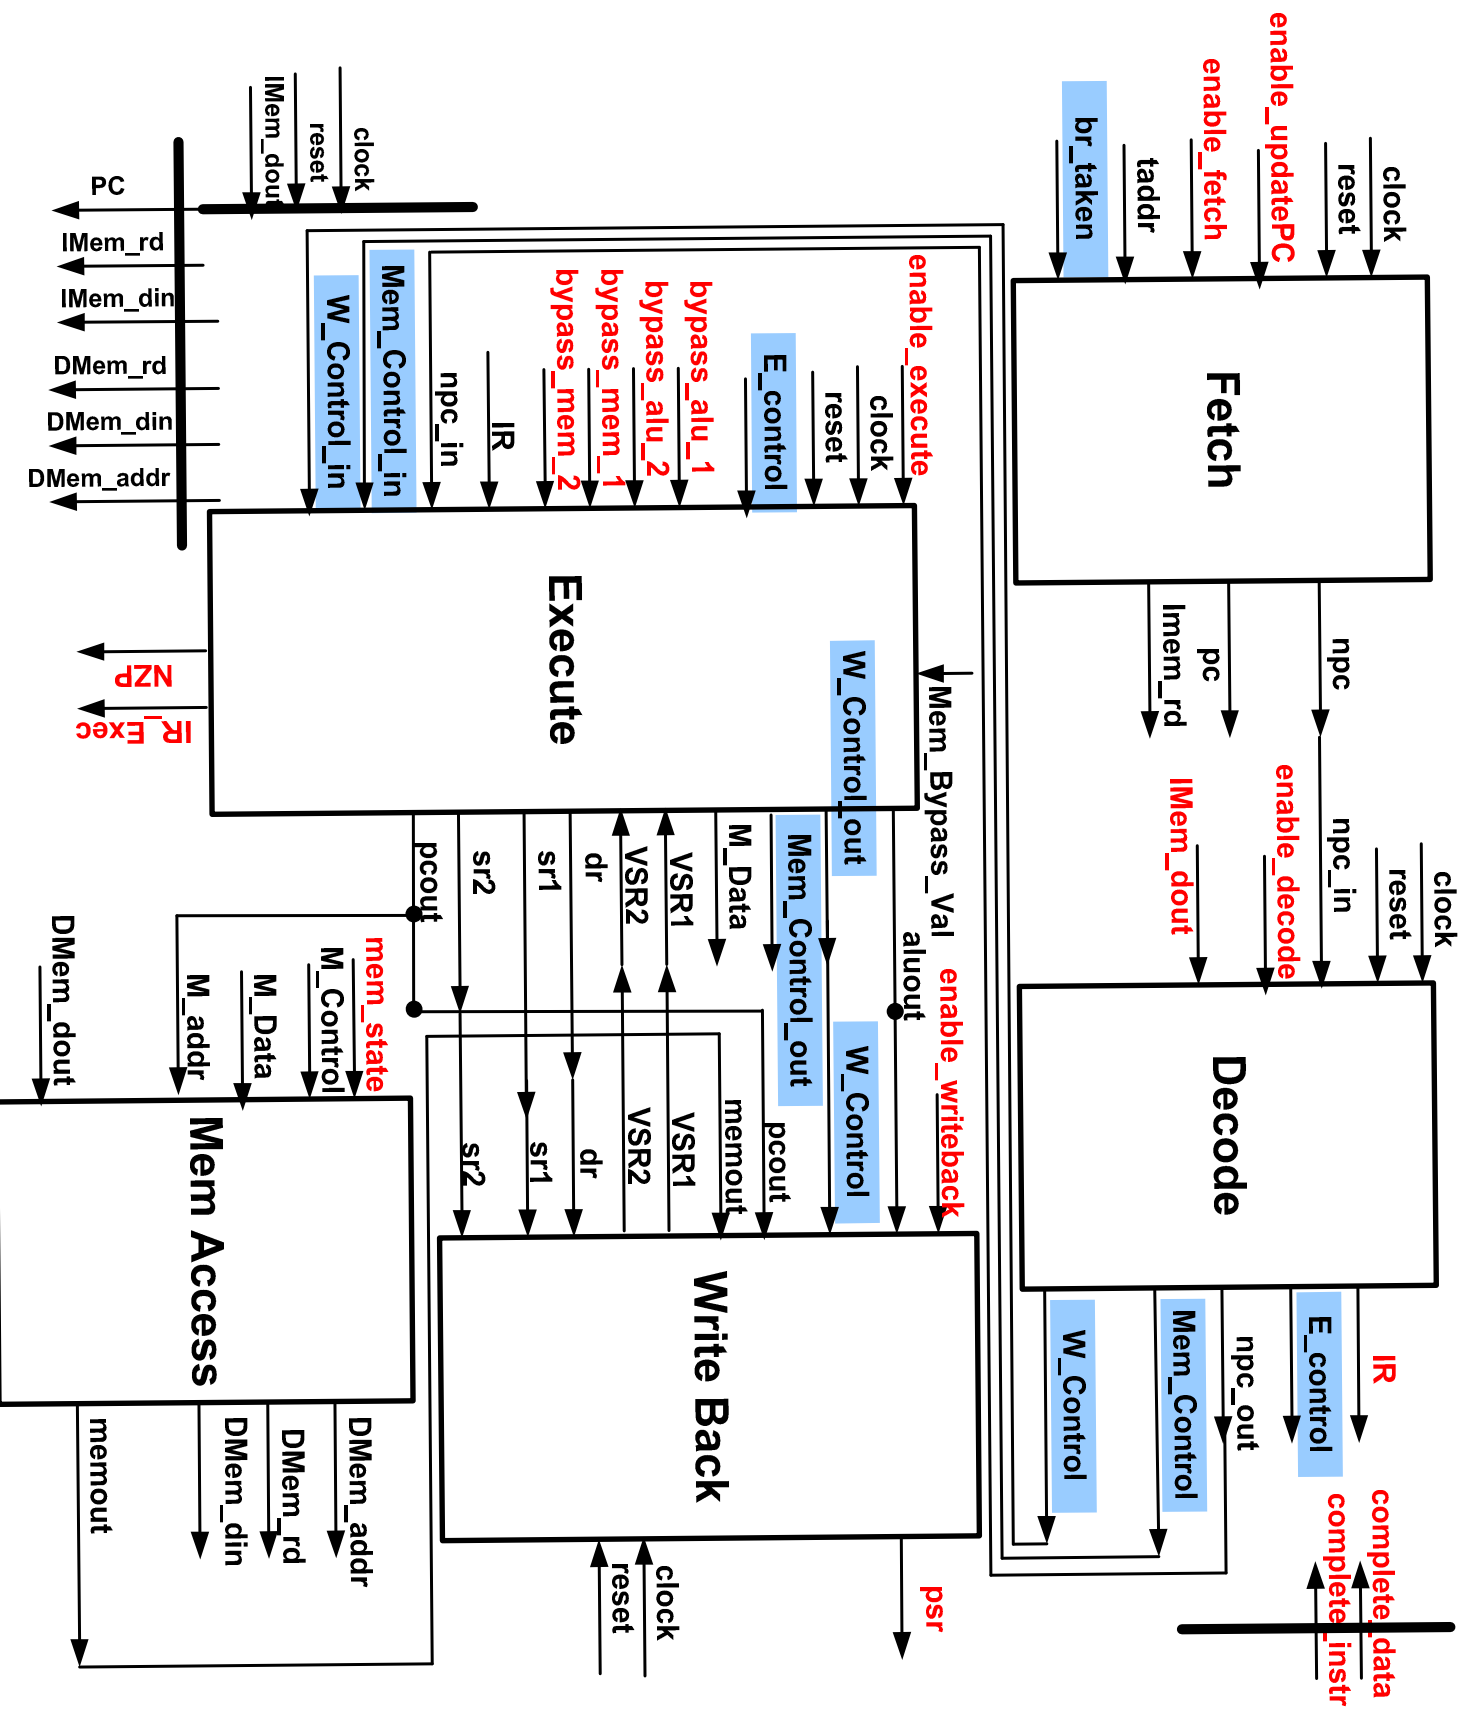 clock
reset
enable_updatePC
enable_fetch
taddr
br_taken
Fetch
npc
pc
Imem_rd
clock
reset
npc_in
enable_decode
IMem_dout
Decode
IR
E_control
npc_out
Mem_Control
W_Control
complete_data
complete_instr
clock
reset
IMem_dout
PC
IMem_rd
IMem_din
DMem_rd
DMem_din
DMem_addr
enable_execute
clock
reset
E_control
bypass_alu_1
bypass_alu_2
bypass_mem_1
bypass_mem_2
IR
npc_in
Mem_Control_in
W_Control_in
Execute
Mem_Bypass_Val
NZP
IR_Exec
aluout
W_Control_out
Mem_Control_out
M_Data
VSR1
VSR2
dr
sr1
sr2
pcout
enable_writeback
W_Control
pcout
memout
VSR1
VSR2
dr
sr1
sr2
Write Back
psr
clock
reset
mem_state
M_Control
M_Data
M_addr
DMem_dout
Mem Access
DMem_addr
DMem_rd
DMem_din
memout